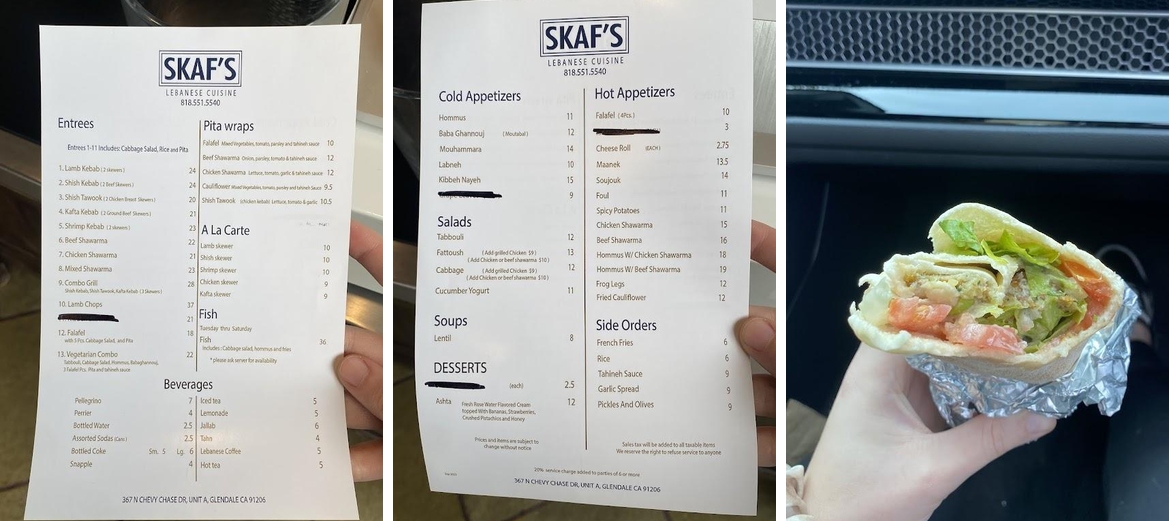 SKAF'S
LEBANESE CUISINE
818.551.5540
Entrees
Entrees 1-11 Includes: Cabbage Salad, Rice and Pita
1. Lamb Kebab (2 skewers) 24
2. Shish Kebab (2 Beef Skewers) 24
3. Shish Tawook (2 Chicken Breast Skewers) 20
4. Kafta Kebab (2 Ground Beef Skewers) 21
5. Shrimp Kebab (2 skewers) 23
6. Beef Shawarma 22
7. Chicken Shawarma 21
8. Mixed Shawarma 23
9. Combo Grill 28
Shish Kebab, Shish Tawook, Kafta Kebab (3 Skewers)
10. Lamb Chops 37
21
12. Falafel 18
with 5 Pcs. Cabbage Salad, and Pita
13. Vegetarian Combo 22
Tabbouli, Cabbage Salad, Hommus, Babaghannouj,
3 Falafel Pcs. Pita and tahineh sauce
Pita wraps
Falafel Mixed Vegetables, tomato, parsley and tahineh sauce 10
Beef Shawarma Onion, parsley, tomato & tahineh sauce 12
Chicken Shawarma Lettuce, tomato, garlic & tahineh sauce 12
Cauliflower Mixed Vegetables, tomato, parsley and tahineh Sauce 9.5
Shish Tawook (chicken kebab) Lettuce, tomato & garlic 10.5
A La Carte
Lamb skewer 10
Shish skewer 10
Shrimp skewer 10
Chicken skewer 9
Kafta skewer 9
Fish
Tuesday thru Saturday
Fish 36
Includes: Cabbage salad, hommus and fries
* please ask server for availability
Beverages
Pellegrino 7
Perrier 4
Bottled Water 2.5
Assorted Sodas (Cans) 2.5
Bottled Coke Sm. 5 Lg. 6
Snapple 4
Iced tea 5
Lemonade 5
Jallab 6
Tahn 4
Lebanese Coffee 5
Hot tea 5
367 N CHEVY CHASE DR, UNIT A, GLENDALE CA 91206
SKAF'S
LEBANESE CUISINE
818.551.5540
Cold Appetizers
Hommus 11
Baba Ghannouj (Moutabal) 12
Mouhammara 14
Labneh 10
Kibbeh Nayeh 15
9
Salads
Tabbouli 12
Fattoush (Add grilled Chicken $9) 13
(Add Chicken or beef shawarma $10)
Cabbage (Add grilled Chicken $9) 12
(Add Chicken or beef shawarma $10)
Cucumber Yogurt 11
Soups
Lentil 8
DESSERTS
(each) 2.5
Ashta Fresh Rose Water Flavored Cream 12
topped With Bananas, Strawberries,
Crushed Pistachios and Honey
Prices and items are subject to
change without notice
Hot Appetizers
Falafel (4Pcs.) 10
3
Cheese Roll (EACH) 2.75
Maanek 13.5
Soujouk 14
Foul 11
Spicy Potatoes 11
Chicken Shawarma 15
Beef Shawarma 16
Hommus W/ Chicken Shawarma 18
Hommus W/ Beef Shawarma 19
Frog Legs 12
Fried Cauliflower 12
Side Orders
French Fries 6
Rice 6
Tahineh Sauce 9
Garlic Spread 9
Pickles And Olives 9
Sales tax will be added to all taxable items
We reserve the right to refuse service to anyone
20% service charge added to parties of 6 or more
367 N CHEVY CHASE DR, UNIT A, GLENDALE CA 91206